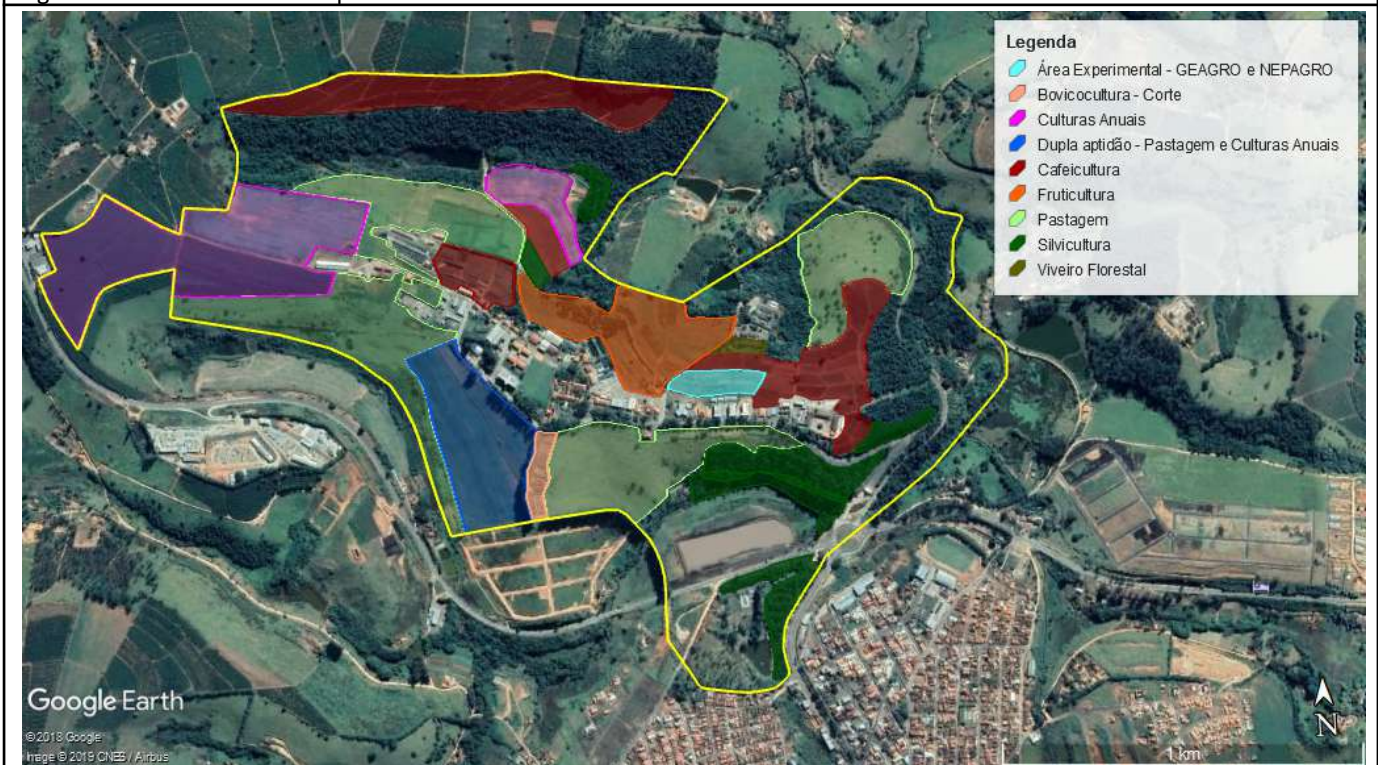 Legenda
Área Experimental - GEAGRO e NEPAGRO
Bovicocultura - Corte
Culturas Anuais
Dupla aptidão - Pastagem e Culturas Anuais
Cafeicultura
Fruticultura
Pastagem
Silvicultura
Viveiro Florestal
Google Earth
© 2018 Google
Image © 2019 CNES / Airbus
N
1 km